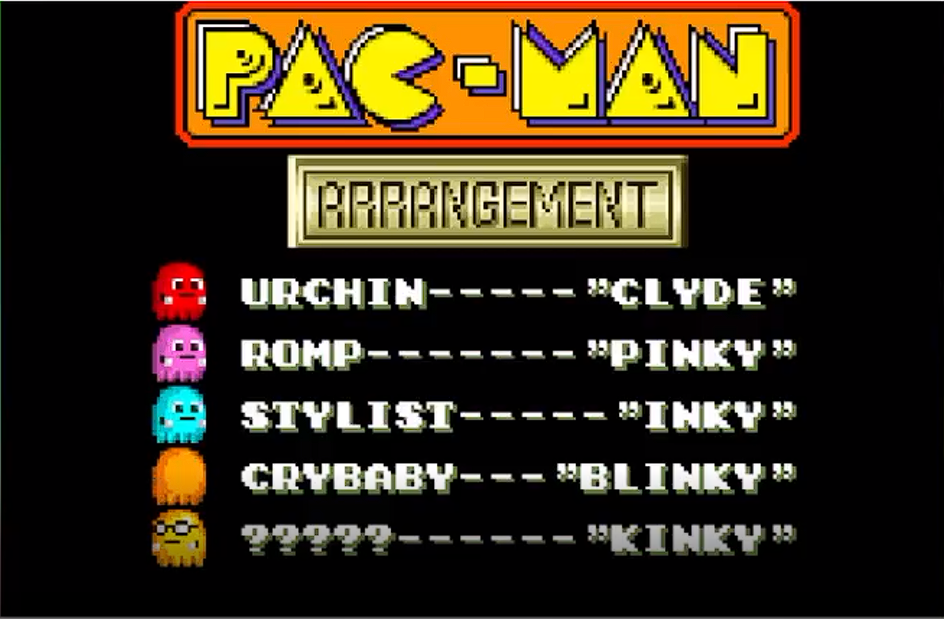 PAC-MAN
ARRANGEMENT
URCHIN-----"CLYDE"
ROMP-------"PINKY"
STYLIST-----"INKY"
CRYBABY---"BLINKY"
?????------"KINKY"